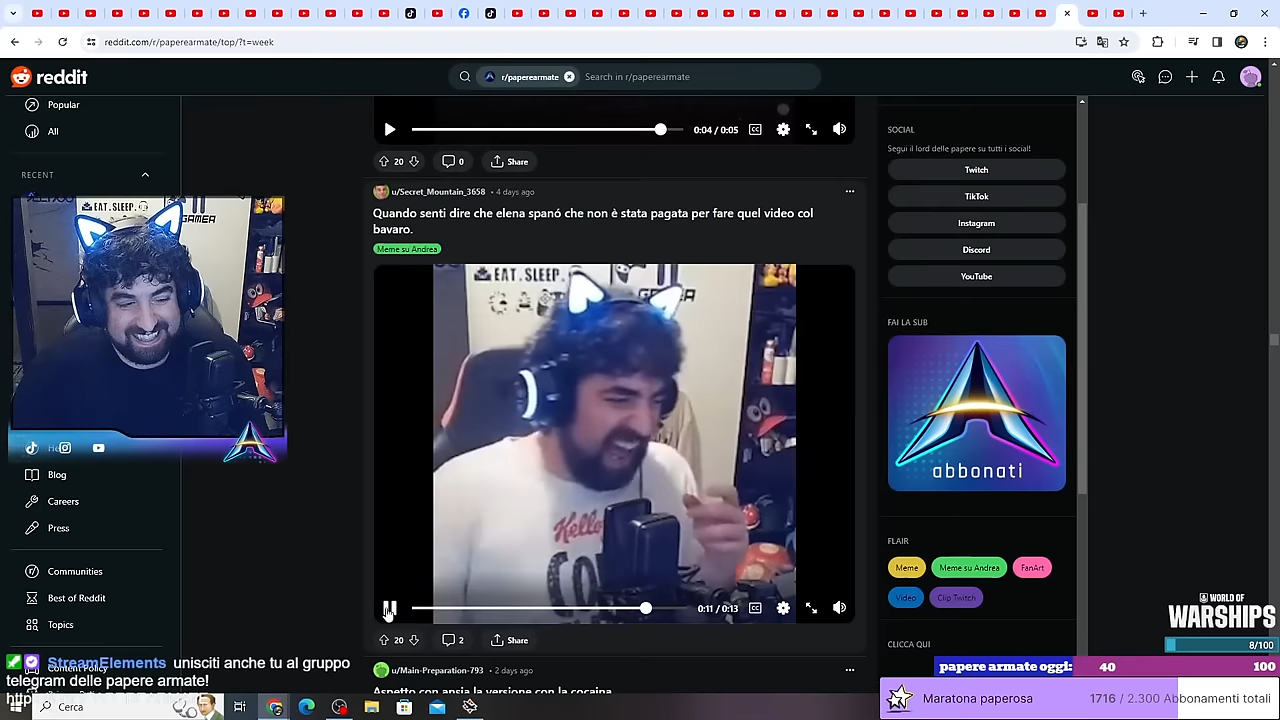 reddit.com/r/paperearmate/top/?t=week
reddit
r/paperearmate
Search in r/paperearmate
Popular
All
RECENT
EAT.SLEEP.
GAMER
Blog
Careers
Press
Communities
Best of Reddit
Topics
Content Policy
0:04 / 0:05
20
0
Share
u/Secret_Mountain_3658 • 4 days ago
Quando senti dire che elena spanó che non è stata pagata per fare quel video col
bavaro.
Meme su Andrea
EAT.SLEEP.
0:11 / 0:13
20
2
Share
u/Main-Preparation-793 • 2 days ago
Aspetto con ansia la versione con la cocaina
SOCIAL
Segui il lord delle papere su tutti i social!
Twitch
TikTok
Instagram
Discord
YouTube
FAI LA SUB
abbonati
FLAIR
Meme
Meme su Andrea
FanArt
Video
Clip Twitch
CLICCA QUI
WORLD OF
WARSHIPS
8/100
papere armate oggi: 40 100
Maratona paperosa 1716 / 2.300 Abbonamenti totali
StreamElements unisciti anche tu al gruppo
telegram delle papere armate!
Cerca